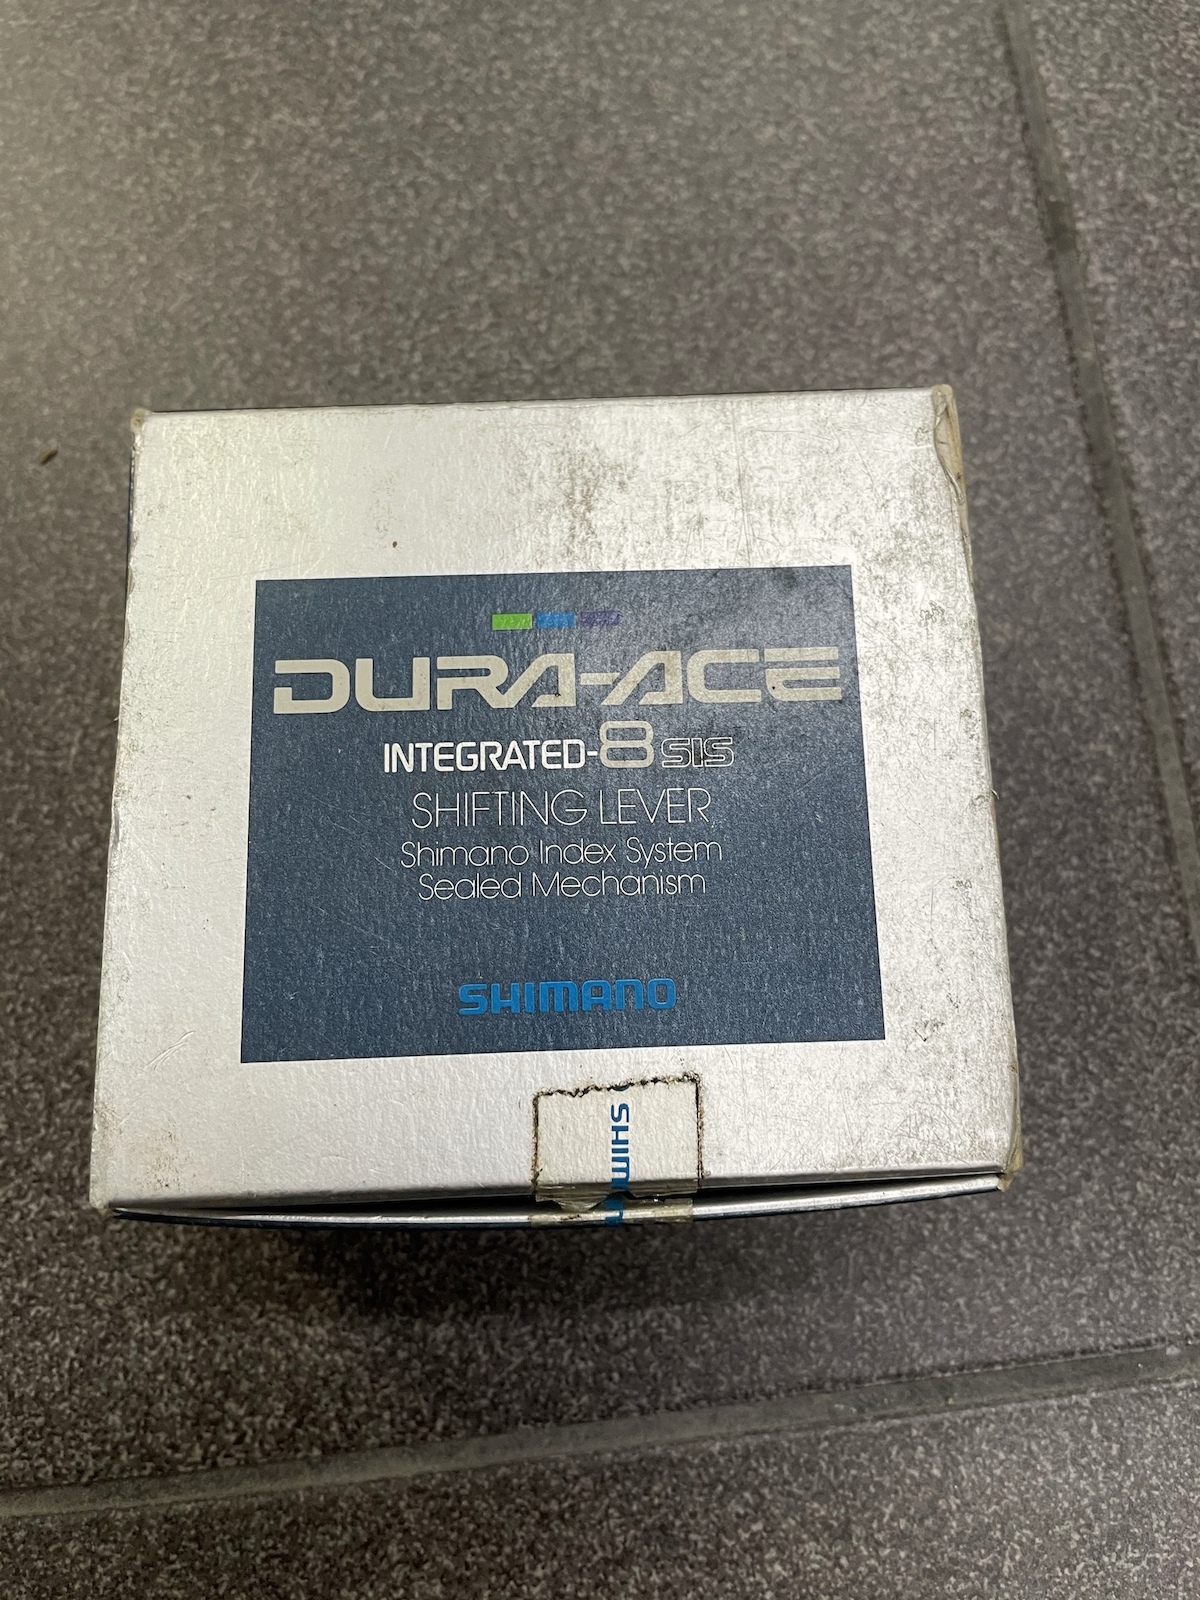 DURA-ACE
INTEGRATED-8 SIS
SHIFTING LEVER
Shimano Index System
Sealed Mechanism
SHIMANO
SHIMANO